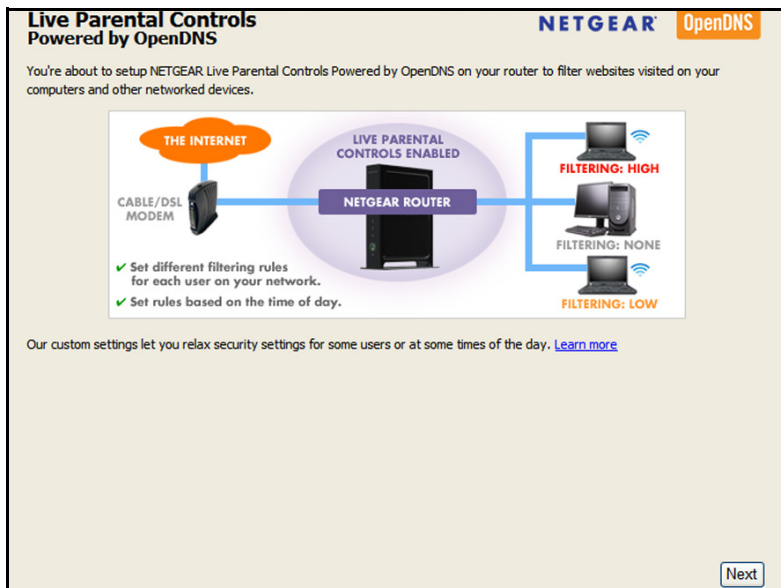 Live Parental Controls
Powered by OpenDNS
NETGEAR®
OpenDNS
You're about to setup NETGEAR Live Parental Controls Powered by OpenDNS on your router to filter websites visited on your
computers and other networked devices.
THE INTERNET
LIVE PARENTAL
CONTROLS ENABLED
FILTERING: HIGH
CABLE/DSL
MODEM
NETGEAR ROUTER
FILTERING: NONE
✔ Set different filtering rules
for each user on your network.
✔ Set rules based on the time of day.
FILTERING: LOW
Our custom settings let you relax security settings for some users or at some times of the day. Learn more
Next